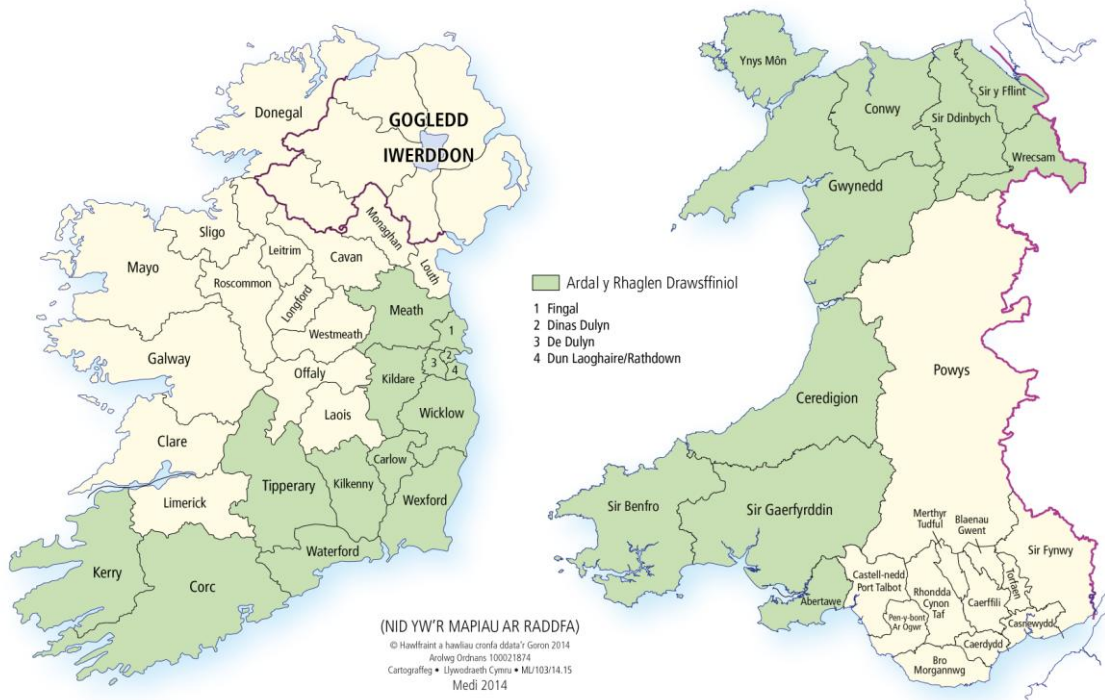 Donegal
GOGLEDD
IWERDDON
Monaghan
Sligo
Leitrim
Cavan
Louth
Mayo
Roscommon
Longford
Meath
Westmeath
1
Galway
Offaly
Kildare
2
3
4
Laois
Wicklow
Clare
Carlow
Tipperary
Kilkenny
Wexford
Limerick
Waterford
Kerry
Corc
Ardal y Rhaglen Drawsffiniol
1 Fingal
2 Dinas Dulyn
3 De Dulyn
4 Dun Laoghaire/Rathdown
(NID YW'R MAPIAU AR RADDFA)
© Hawlfraint a hawliau cronfa ddata'r Goron 2014
Arolwg Ordnans 100021874
Cartograffeg • Llywodraeth Cymru • ML/103/14.15
Medi 2014
Ynys Môn
Conwy
Sir y Fflint
Sir Ddinbych
Wrecsam
Gwynedd
Powys
Ceredigion
Sir Benfro
Sir Gaerfyrddin
Merthyr
Tudful
Blaenau
Gwent
Sir Fynwy
Abertawe
Castell-nedd
Port Talbot
Rhondda
Cynon
Taf
Caerffili
Torfaen
Pen-y-bont
Ar Ogwr
Casnewydd
Caerdydd
Bro
Morgannwg